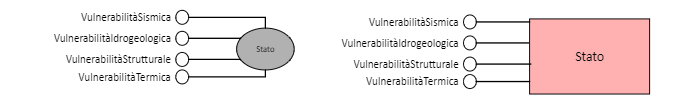 VulnerabilitàSismica
VulnerabilitàIdrogeologica
VulnerabilitàStrutturale
VulnerabilitàTermica
Stato
VulnerabilitàSismica
VulnerabilitàIdrogeologica
VulnerabilitàStrutturale
VulnerabilitàTermica
Stato